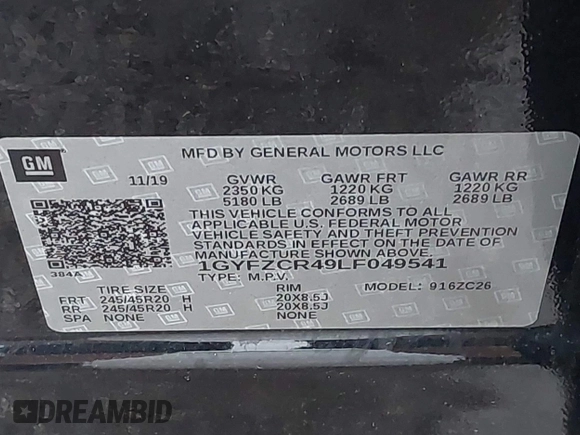 GM
MFD BY GENERAL MOTORS LLC
11/19 GVWR GAWR FRT GAWR RR
2350 KG 1220 KG 1220 KG
5180 LB 2689 LB 2689 LB
THIS VEHICLE CONFORMS TO ALL
APPLICABLE U.S. FEDERAL MOTOR
VEHICLE SAFETY AND THEFT PREVENTION
STANDARDS IN EFFECT ON THE DATE OF
MANUFACTURE SHOWN ABOVE.
384A 1GYFZCR49LF049541
TYPE: M.P.V. MODEL: 916ZC26
TIRE SIZE RIM
FRT 245/45R20 H 20X8.5J
RR 245/45R20 H 20X8.5J
SPA NONE NONE
DREAMBID